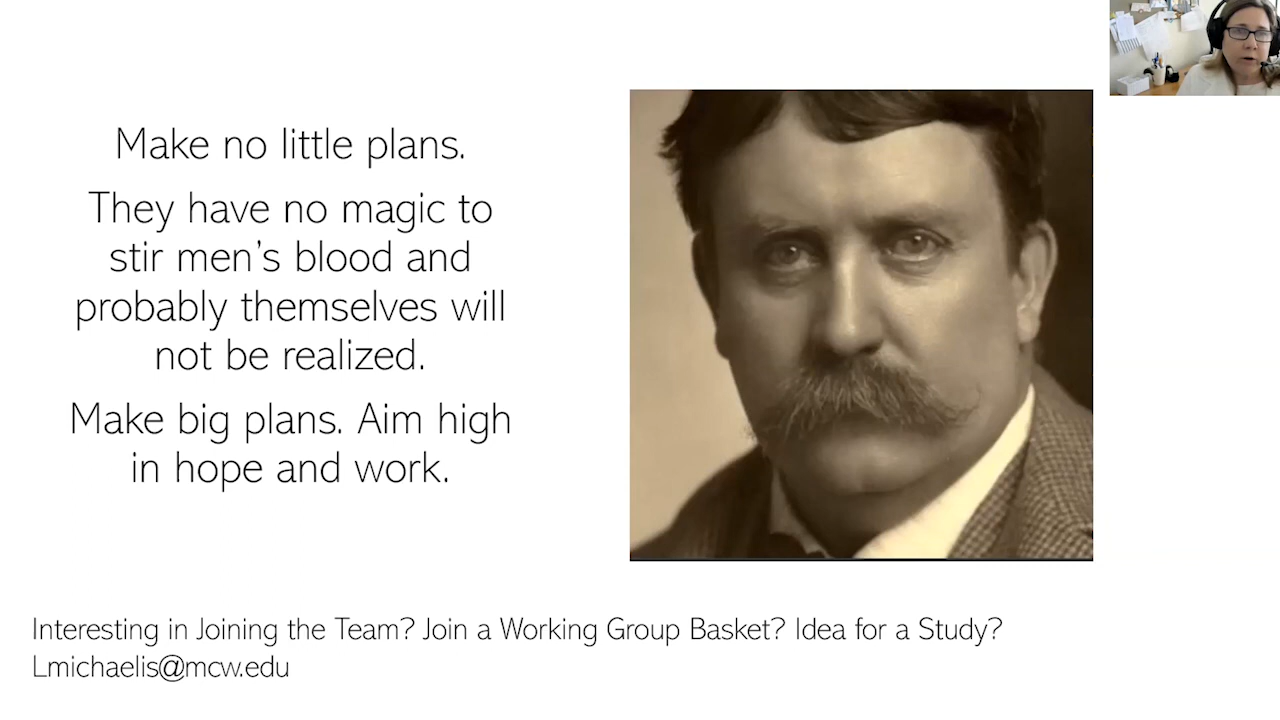 Make no little plans.
They have no magic to
stir men's blood and
probably themselves will
not be realized.
Make big plans. Aim high
in hope and work.
Interesting in Joining the Team? Join a Working Group Basket? Idea for a Study?
Lmichaelis@mcw.edu